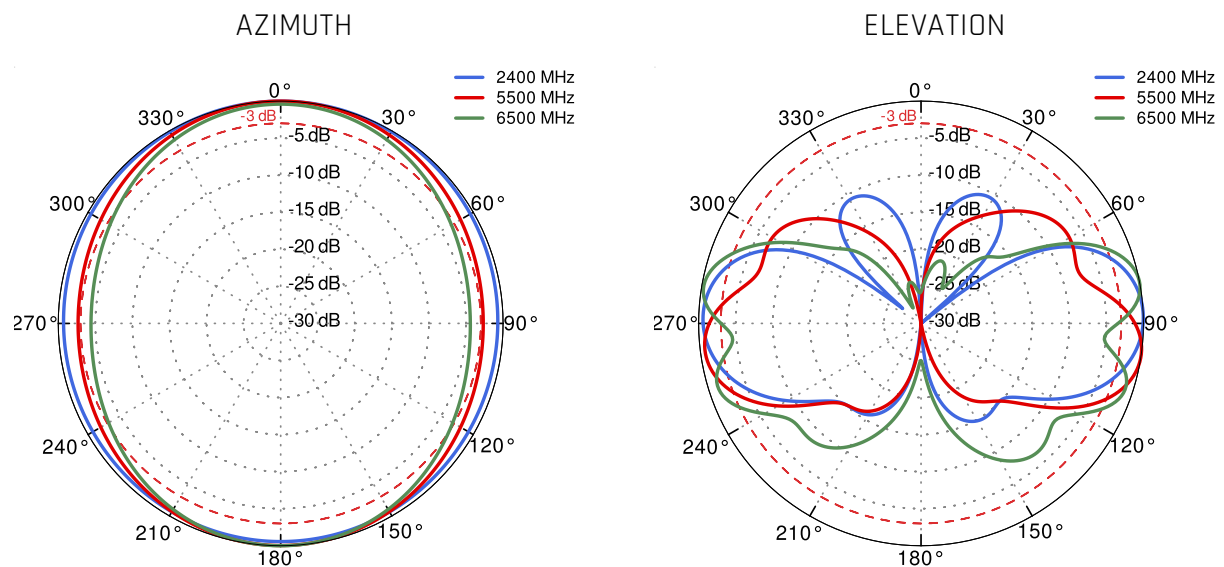 AZIMUTH
2400 MHz
5500 MHz
6500 MHz
0°
330°
-3 dB
30°
-5 dB
-10 dB
300°
60°
-15 dB
-20 dB
-25 dB
270°
-30 dB
90°
240°
120°
210°
150°
180°
ELEVATION
2400 MHz
5500 MHz
6500 MHz
0°
330°
-3 dB
30°
-5 dB
-10 dB
300°
60°
-15 dB
-20 dB
-25 dB
270°
-30 dB
90°
240°
120°
210°
150°
180°